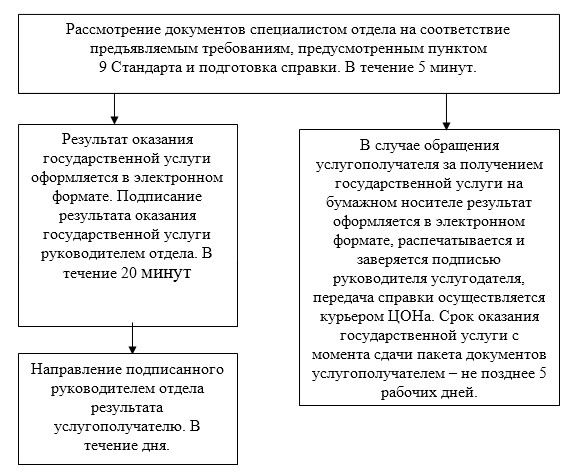 Рассмотрение документов специалистом отдела на соответствие
предъявляемым требованиям, предусмотренным пунктом
9 Стандарта и подготовка справки. В течение 5 минут.
Результат оказания
государственной услуги
оформляется в электронном
формате. Подписание
результата оказания
государственной услуги
руководителем отдела. В
течение 20 минут
Направление подписанного
руководителем отдела
результата
услугополучателю. В
течение дня.
В случае обращения
услугополучателя за получением
государственной услуги на
бумажном носителе результат
оформляется в электронном
формате, распечатывается и
заверяется подписью
руководителя услугодателя,
передача справки осуществляется
курьером ЦОНа. Срок оказания
государственной услуги с
момента сдачи пакета документов
услугополучателем – не позднее 5
рабочих дней.